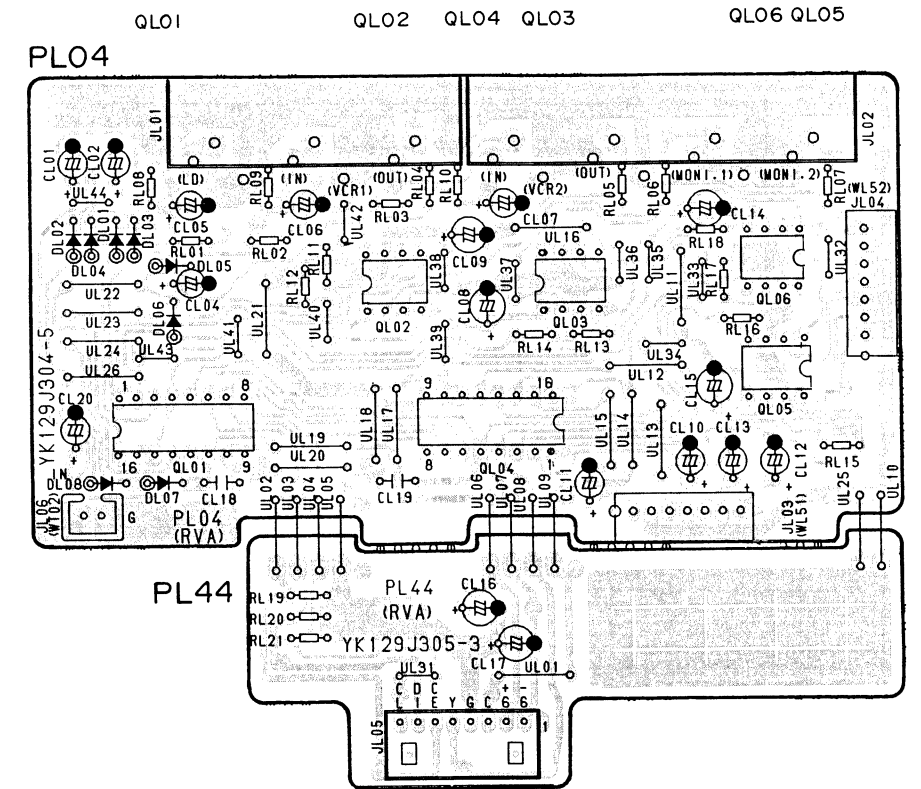 QL01 QL02 QL04 QL03 QL06 QL05
PL04
JL01 JL02
CL01 CL02 RL08 (LD) RL09 (IN) (VCR1) (OUT) RL04 RL10 (IN) (VCR2) (OUT) RL05 RL06 (MONI.1) (MONI.2) RL07 (WL52)
JL04
UL44 CL05 CL06 UL42 RL03 CL07 CL14
DL02 DL01 DL03 RL01 RL02 RL11 CL09 UL16 RL18
DL04 DL05 RL12 UL38 UL37 UL36 UL35 UL11 UL33 RL17 UL32
UL22 CL04 UL21 CL08 QL06
UL23 DL06 UL41 UL40 QL02 UL39 QL03 RL16
UL24 UL43 RL14 RL13 UL34
UL26 UL12 CL15
YK129J304-5
1 8 9 16 QL05
CL20 UL18 UL17 UL15 UL14 UL13 CL10 CL13
UL19
UL20
16 QL01 9 8 QL04 1 CL11 CL12 RL15
LN
DL08 DL07 CL18 UL02 UL03 UL04 UL05 CL19 UL06 UL07 UL08 UL09 UL25 UL10
JL06
(WT02)
G
PL04
(RVA)
JL03
(WL51)
PL44
RL19 PL44 CL16
RL20 (RVA)
RL21 YK129J305-3
CL17 UL01
UL31
C D C + -
L I E Y G C 6 6
JL05 1